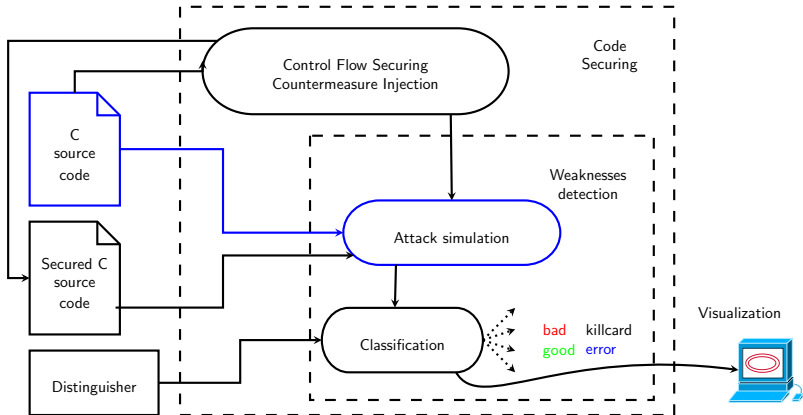 Control Flow Securing
Countermeasure Injection
Code
Securing
C
source
code
Weaknesses
detection
Attack simulation
Secured C
source
code
Classification
bad killcard
good error
Visualization
Distinguisher